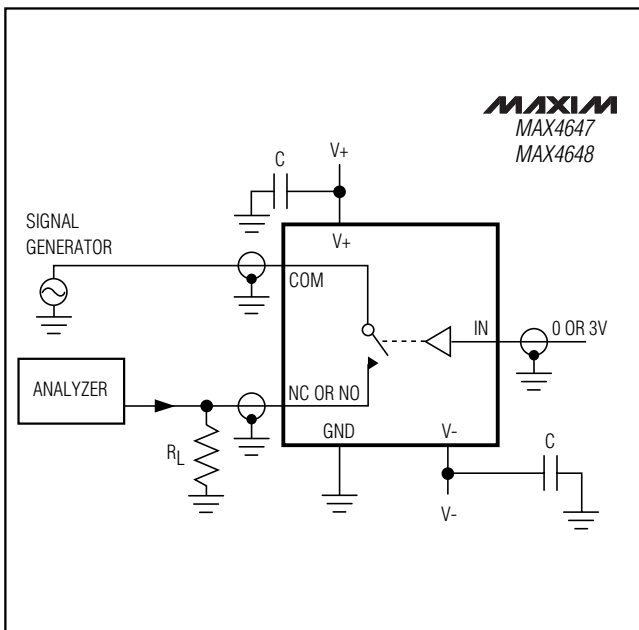 MAXIM
MAX4647
MAX4648
V+
C
V+
SIGNAL
GENERATOR
COM
IN
0 OR 3V
ANALYZER
NC OR NO
GND
V-
C
RL
V-